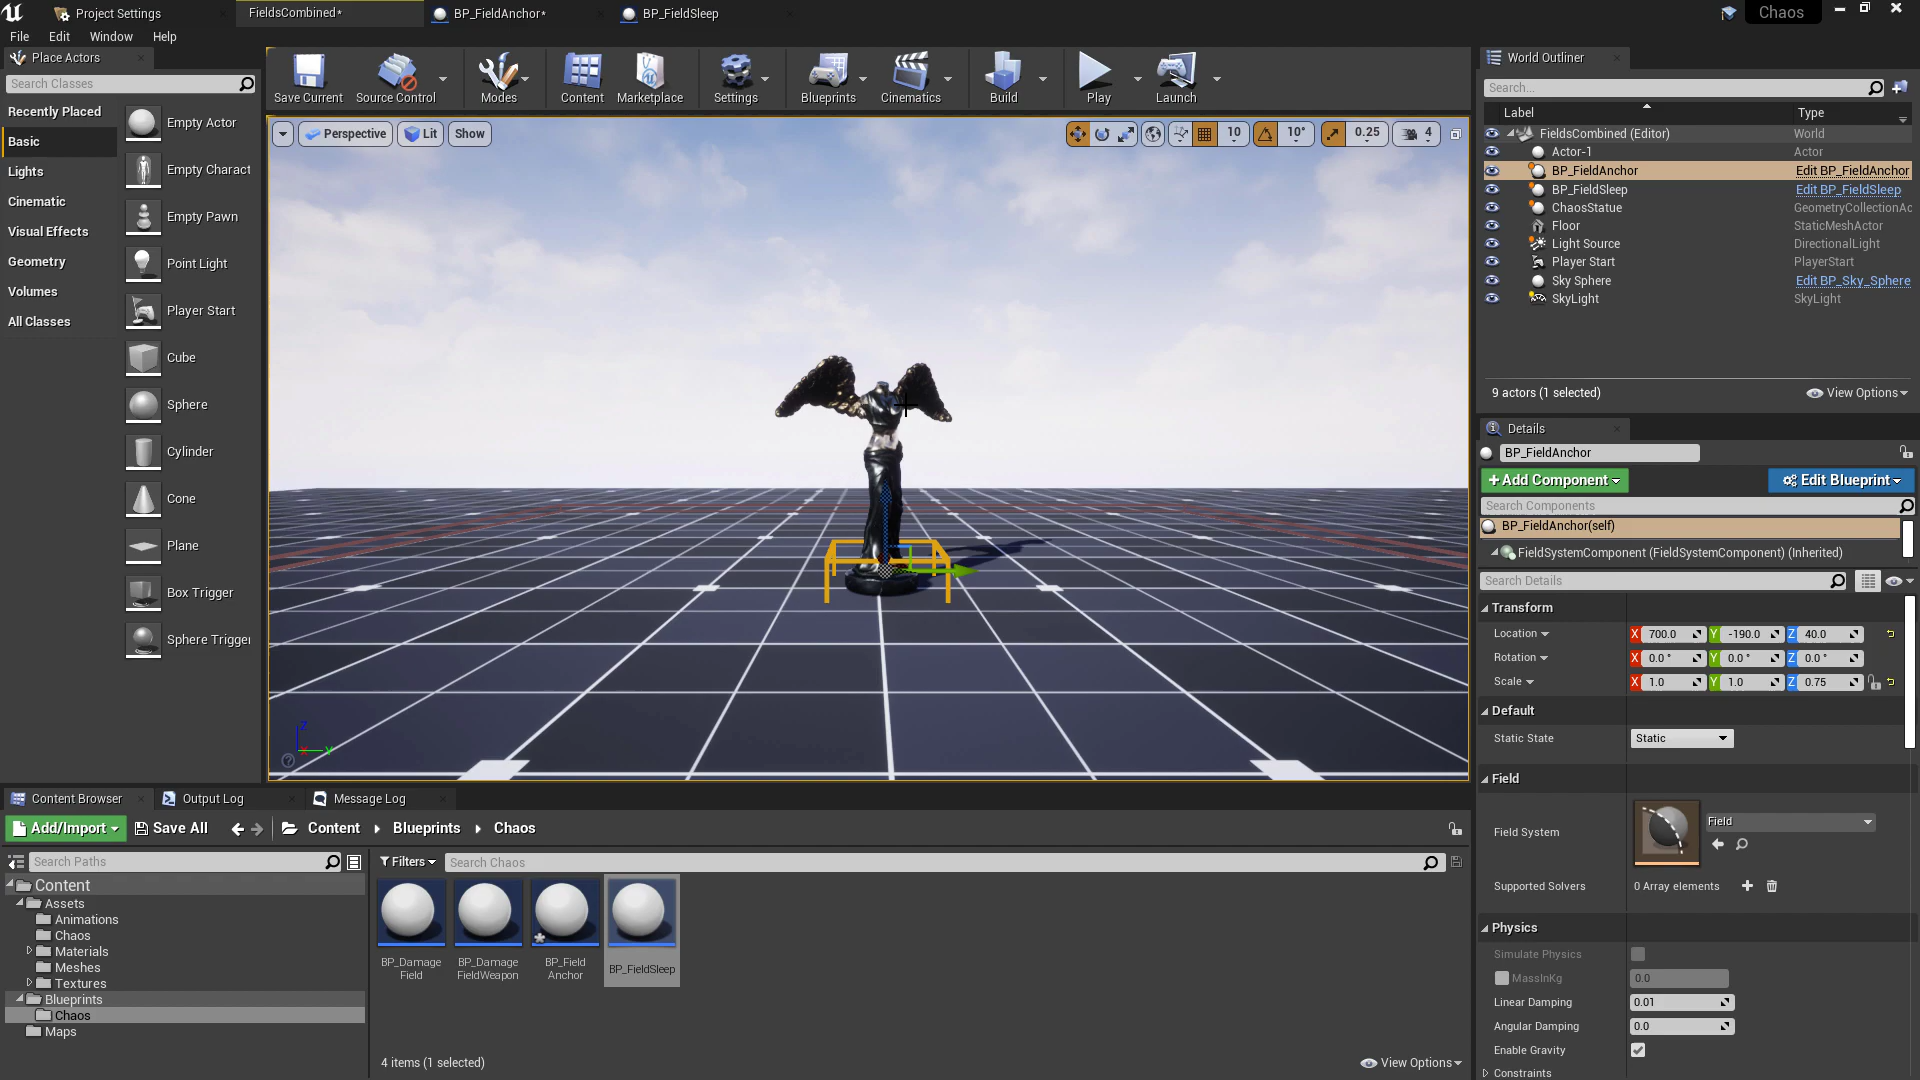 Project Settings
FieldsCombined*
BP_FieldAnchor*
BP_FieldSleep
Chaos
File
Edit
Window
Help
Place Actors
Search Classes
Recently Placed
Basic
Lights
Cinematic
Visual Effects
Geometry
Volumes
All Classes
Empty Actor
Empty Charact
Empty Pawn
Point Light
Player Start
Cube
Sphere
Cylinder
Cone
Plane
Box Trigger
Sphere Trigger
Save Current
Source Control
Modes
Content
Marketplace
Settings
Blueprints
Cinematics
Build
Play
Launch
Perspective
Lit
Show
10
10°
0.25
4
Z
X
Y
World Outliner
Search...
Label
Type
FieldsCombined (Editor)
World
Actor-1
Actor
BP_FieldAnchor
Edit BP_FieldAnchor
BP_FieldSleep
Edit BP_FieldSleep
ChaosStatue
GeometryCollectionAc
Floor
StaticMeshActor
Light Source
DirectionalLight
Player Start
PlayerStart
Sky Sphere
Edit BP_Sky_Sphere
SkyLight
SkyLight
9 actors (1 selected)
View Options
Details
BP_FieldAnchor
+Add Component
Edit Blueprint
Search Components
BP_FieldAnchor(self)
FieldSystemComponent (FieldSystemComponent) (Inherited)
Search Details
Transform
Location
X 700.0
Y -190.0
Z 40.0
Rotation
X 0.0 °
Y 0.0 °
Z 0.0 °
Scale
X 1.0
Y 1.0
Z 0.75
Default
Static State
Static
Field
Field System
Field
Supported Solvers
0 Array elements
Physics
Simulate Physics
MassInKg
0.0
Linear Damping
0.01
Angular Damping
0.0
Enable Gravity
Constraints
Content Browser
Output Log
Message Log
Add/Import
Save All
Content
Blueprints
Chaos
Search Paths
Filters
Search Chaos
Content
Assets
Animations
Chaos
Materials
Meshes
Textures
Blueprints
Chaos
Maps
BP_Damage
Field
BP_Damage
FieldWeapon
BP_Field
Anchor
BP_FieldSleep
4 items (1 selected)
View Options